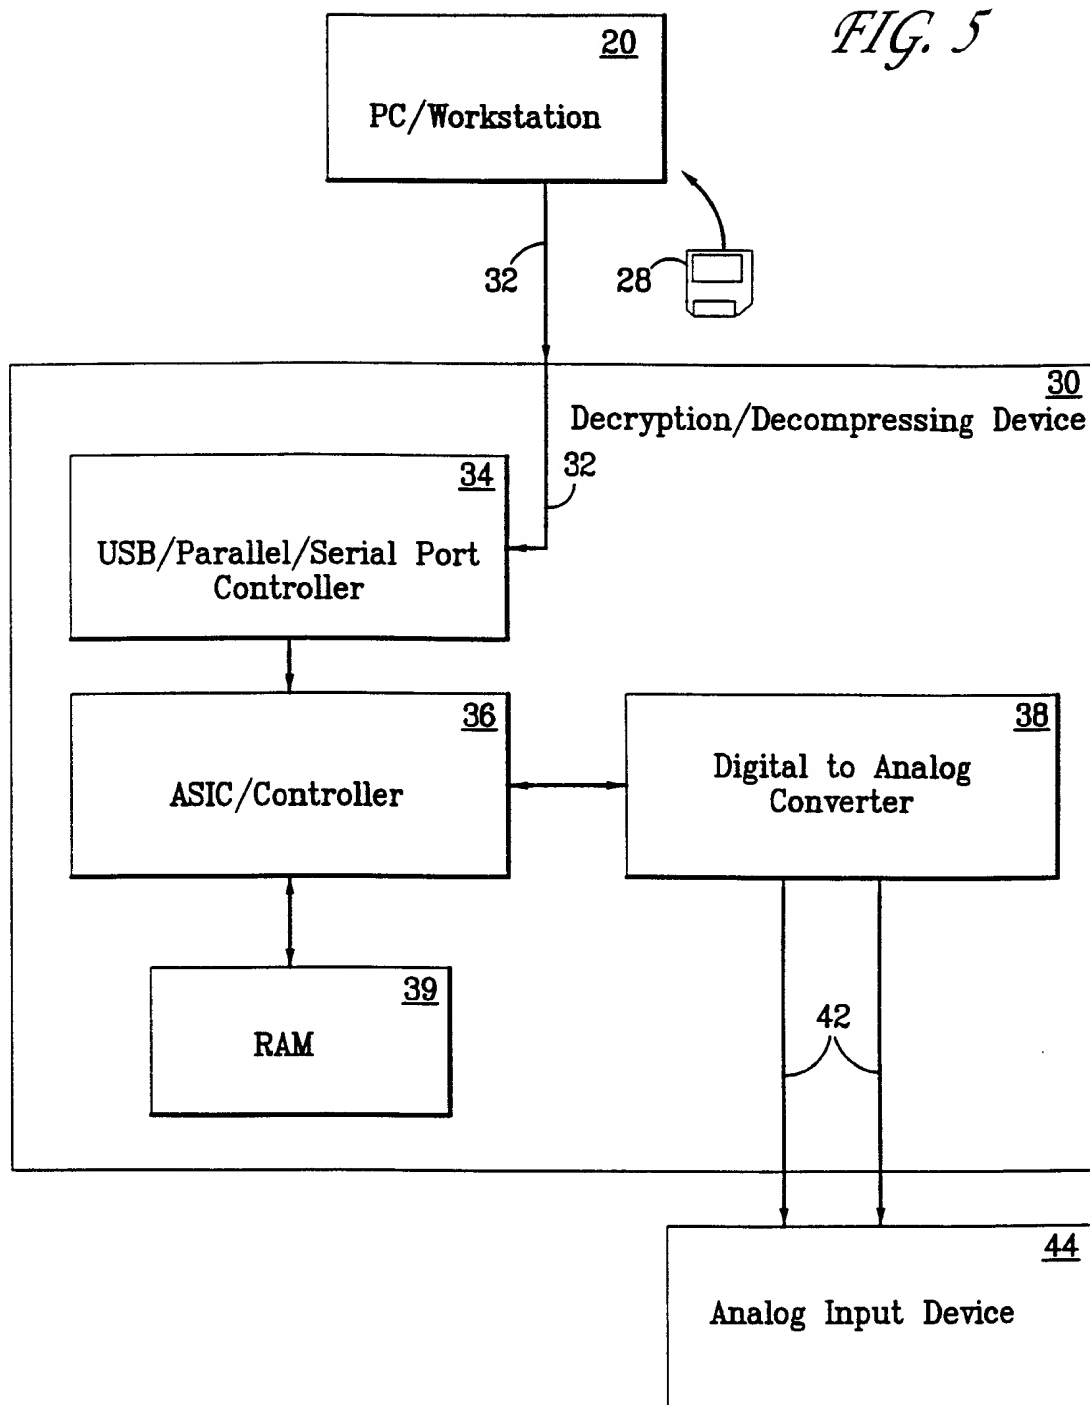 FIG. 5
20
PC/Workstation
32
28
30
Decryption/Decompressing Device
32
34
USB/Parallel/Serial Port
Controller
36
ASIC/Controller
38
Digital to Analog
Converter
39
RAM
42
44
Analog Input Device